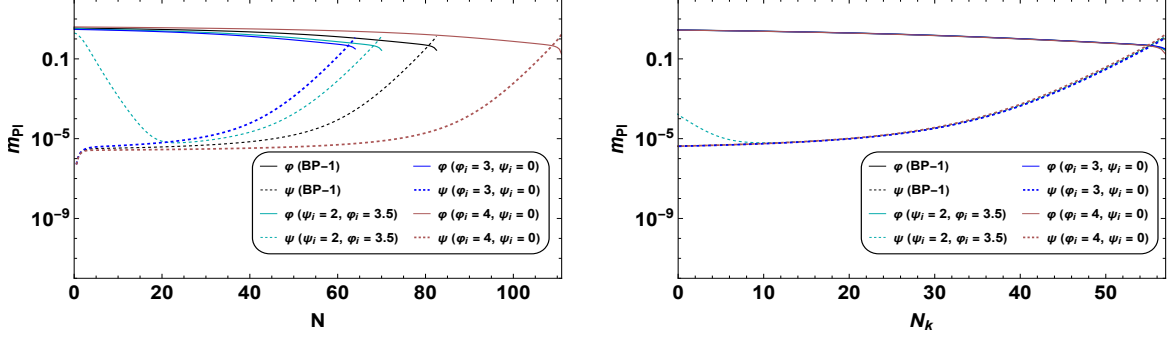 m_Pl
0.1
10^-5
10^-9
φ (BP-1) φ (φ_i = 3, ψ_i = 0)
ψ (BP-1) ψ (φ_i = 3, ψ_i = 0)
φ (ψ_i = 2, φ_i = 3.5) φ (φ_i = 4, ψ_i = 0)
ψ (ψ_i = 2, φ_i = 3.5) ψ (φ_i = 4, ψ_i = 0)
0 20 40 60 80 100
N
m_Pl
0.1
10^-5
10^-9
φ (BP-1) φ (φ_i = 3, ψ_i = 0)
ψ (BP-1) ψ (φ_i = 3, ψ_i = 0)
φ (ψ_i = 2, φ_i = 3.5) φ (φ_i = 4, ψ_i = 0)
ψ (ψ_i = 2, φ_i = 3.5) ψ (φ_i = 4, ψ_i = 0)
0 10 20 30 40 50
N_k